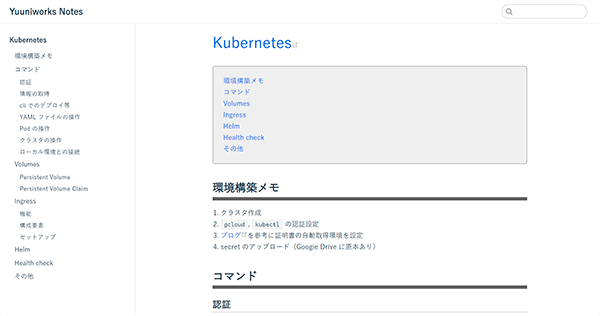 Yuuniworks Notes
Kubernetes
環境構築メモ
コマンド
認証
情報の取得
cli でのデプロイ等
YAML ファイルの操作
Pod の操作
クラスタの操作
ローカル環境との接続
Volumes
Persistent Volume
Persistent Volume Claim
Ingress
機能
構成要素
セットアップ
Helm
Health check
その他
Kubernetes
環境構築メモ
コマンド
Volumes
Ingress
Helm
Health check
その他
環境構築メモ
1. クラスタ作成
2. gcloud , kubectl の認証設定
3. ブログを参考に証明書の自動取得環境を設定
4. secret のアップロード（Google Drive に原本あり）
コマンド
認証